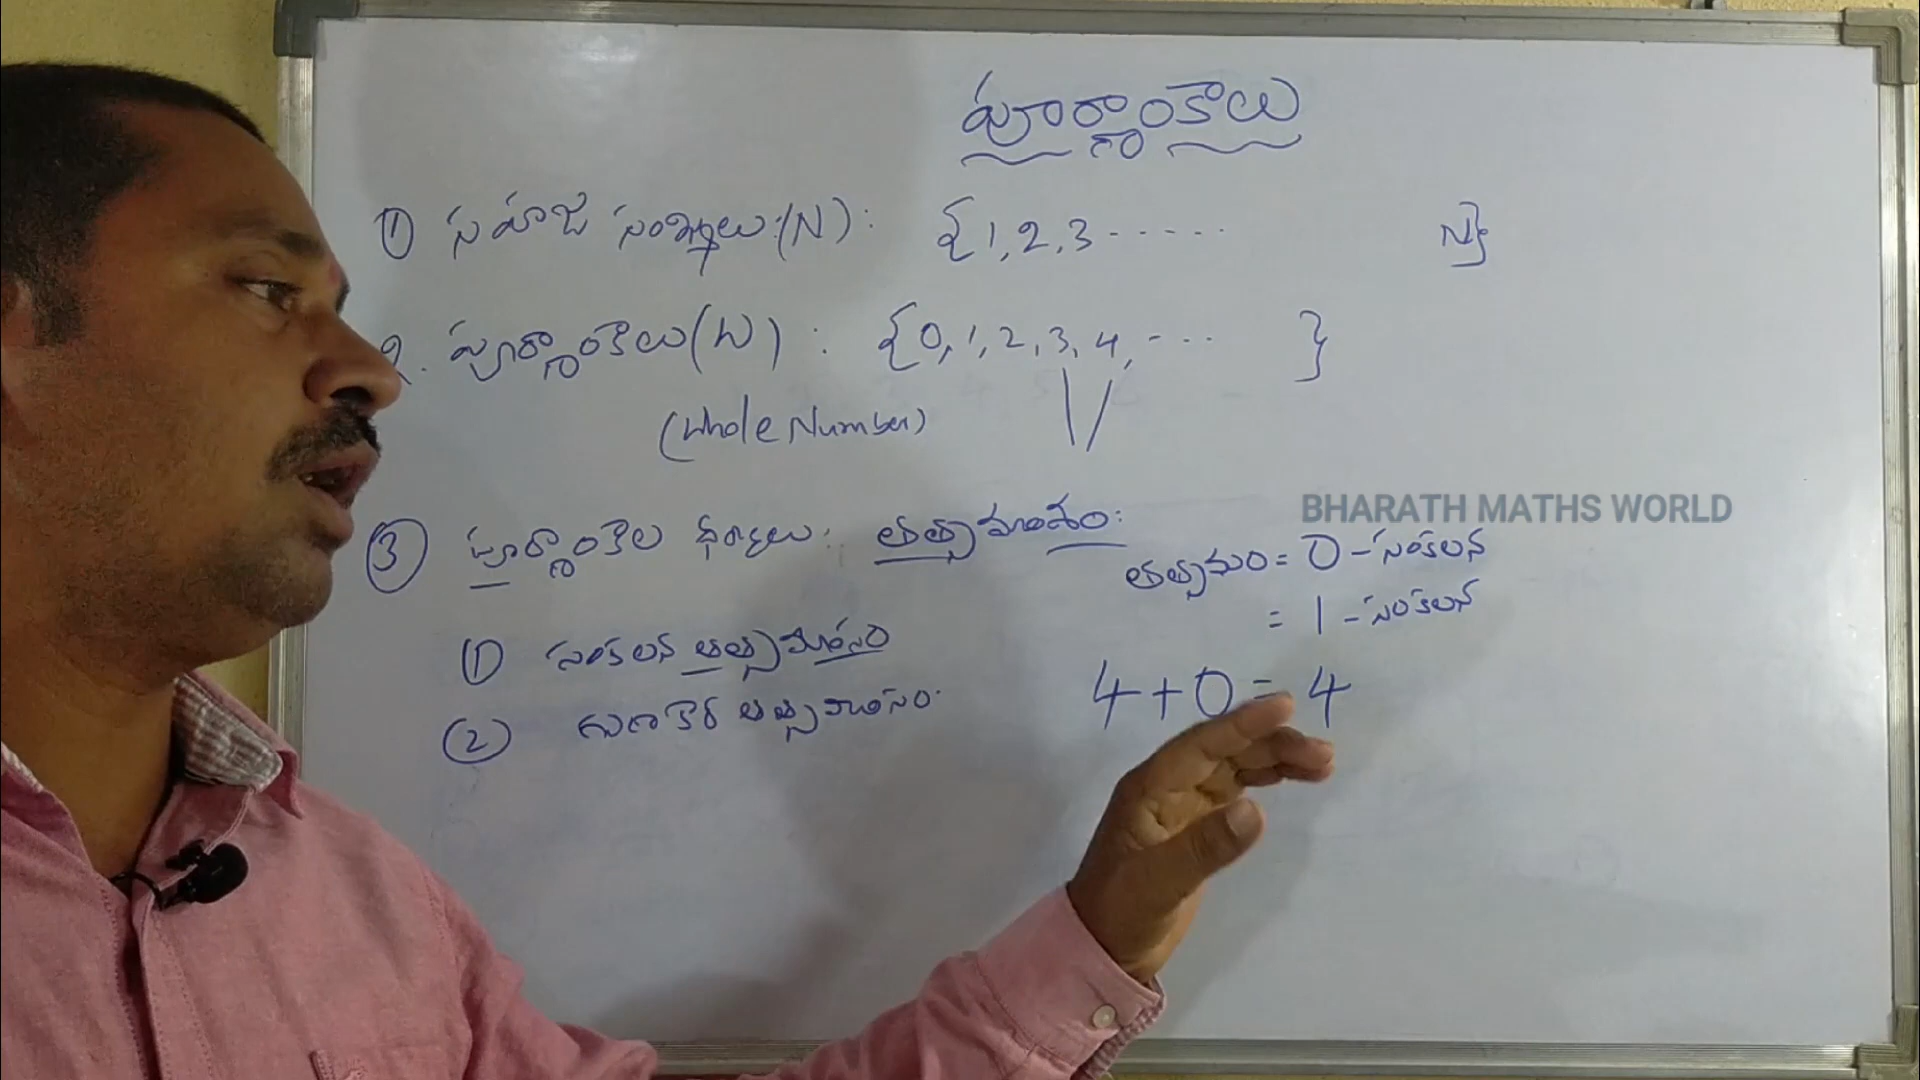 పూర్ణాంకాలు
① సహజ సంఖ్యలు:(N): {1,2,3...... N}
2. పూర్ణాంకాలు(W) : {0,1,2,3,4,-... }
(Whole Number)
BHARATH MATHS WORLD
③ పూర్ణాంకాల ధర్మాలు: తత్సమాంశం:
తత్సమం = 0 - సంకలన
= 1 - సంకలన
① సంకలన తత్సమాంశం
② గుణకార తత్సమాంశం
4+0 = 4